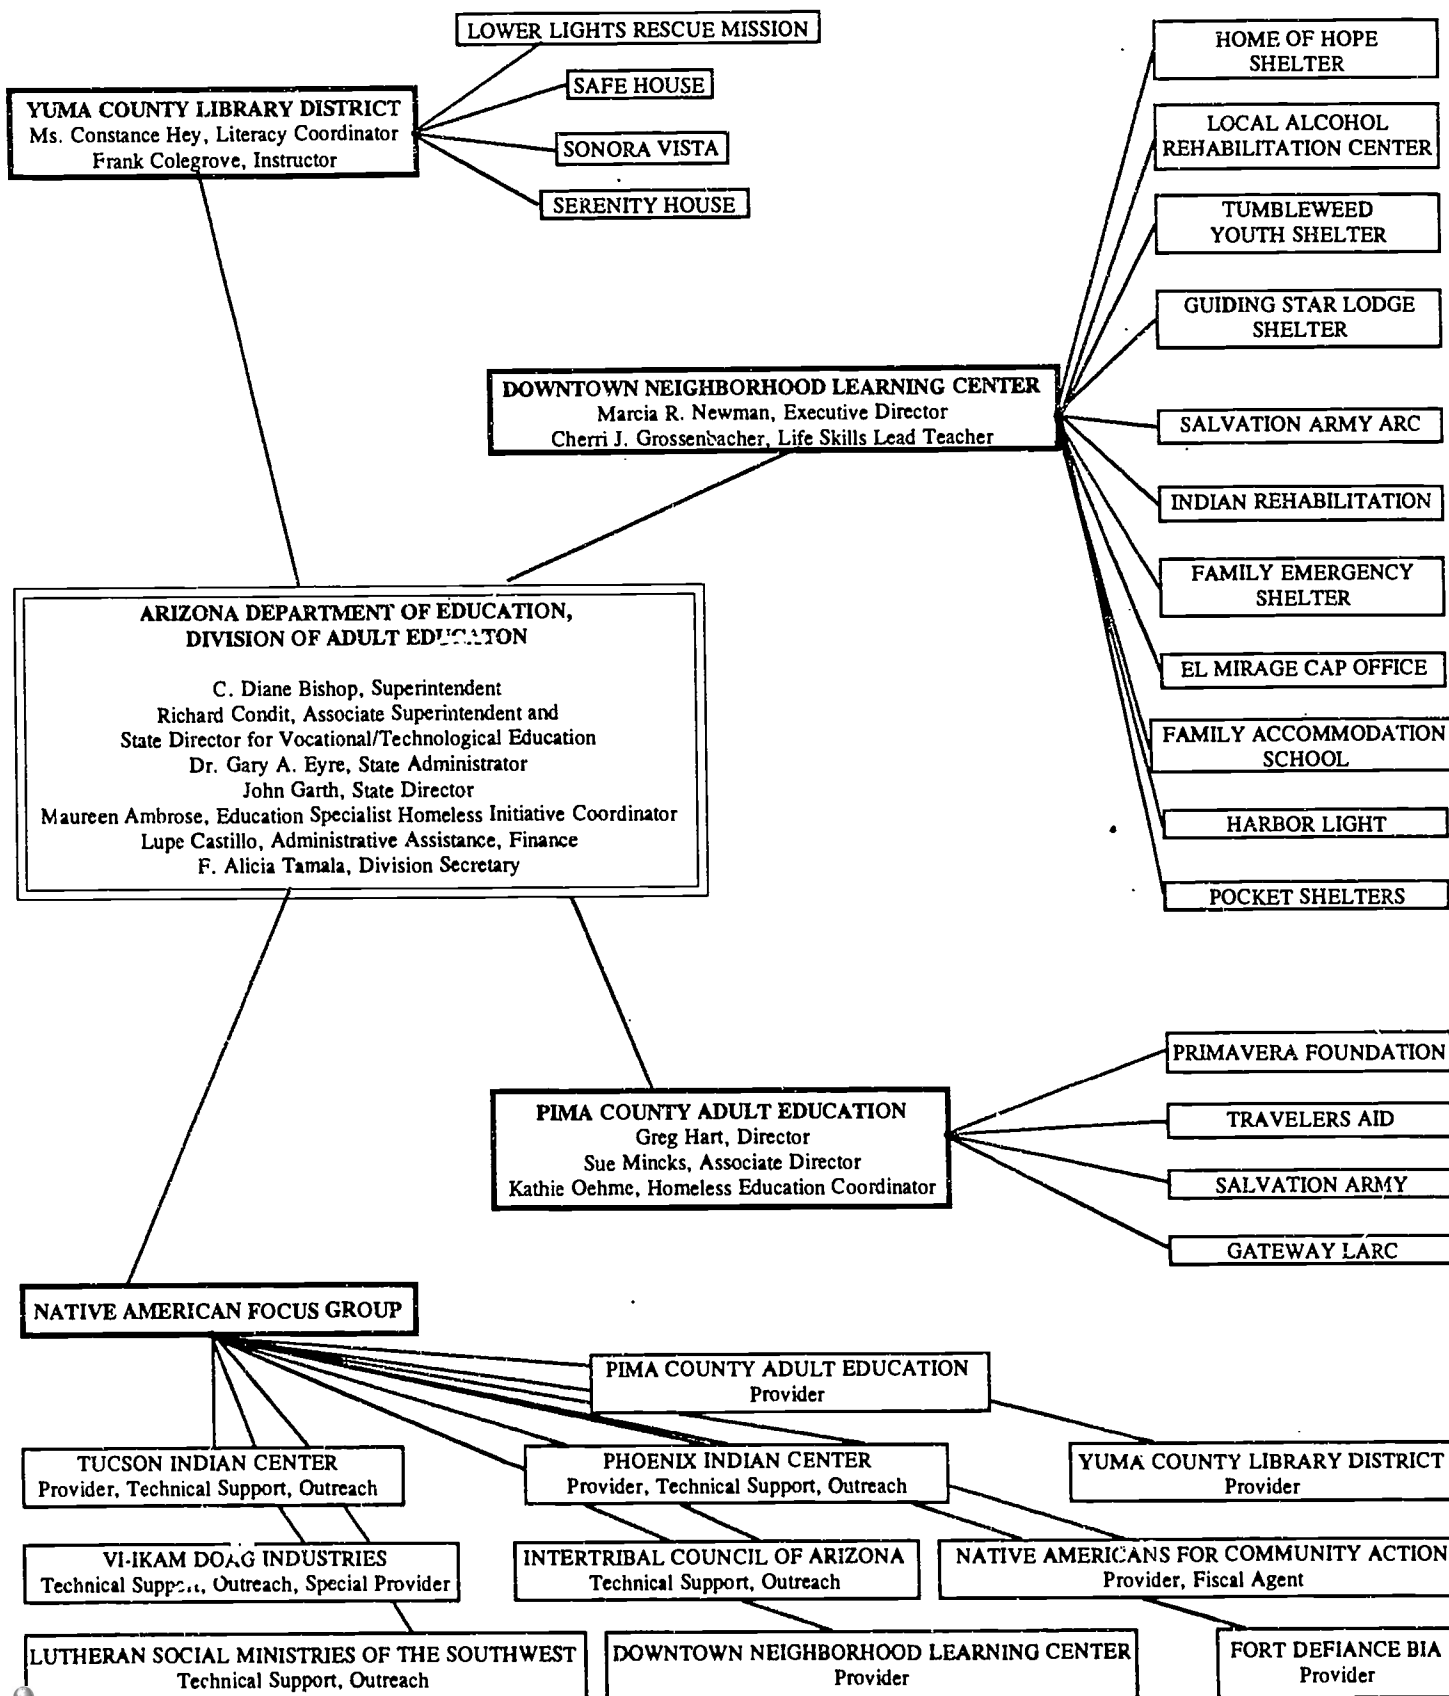 LOWER LIGHTS RESCUE MISSION
SAFE HOUSE
YUMA COUNTY LIBRARY DISTRICT
Ms. Constance Hey, Literacy Coordinator
Frank Colegrove, Instructor
SONORA VISTA
SERENITY HOUSE
HOME OF HOPE
SHELTER
LOCAL ALCOHOL
REHABILITATION CENTER
TUMBLEWEED
YOUTH SHELTER
GUIDING STAR LODGE
SHELTER
DOWNTOWN NEIGHBORHOOD LEARNING CENTER
Marcia R. Newman, Executive Director
Cherri J. Grossenbacher, Life Skills Lead Teacher
SALVATION ARMY ARC
INDIAN REHABILITATION
FAMILY EMERGENCY
SHELTER
EL MIRAGE CAP OFFICE
FAMILY ACCOMMODATION
SCHOOL
HARBOR LIGHT
POCKET SHELTERS
ARIZONA DEPARTMENT OF EDUCATION,
DIVISION OF ADULT EDUCATON
C. Diane Bishop, Superintendent
Richard Condit, Associate Superintendent and
State Director for Vocational/Technological Education
Dr. Gary A. Eyre, State Administrator
John Garth, State Director
Maureen Ambrose, Education Specialist Homeless Initiative Coordinator
Lupe Castillo, Administrative Assistance, Finance
F. Alicia Tamala, Division Secretary
PIMA COUNTY ADULT EDUCATION
Greg Hart, Director
Sue Mincks, Associate Director
Kathie Oehme, Homeless Education Coordinator
PRIMAVERA FOUNDATION
TRAVELERS AID
SALVATION ARMY
GATEWAY LARC
NATIVE AMERICAN FOCUS GROUP
PIMA COUNTY ADULT EDUCATION
Provider
TUCSON INDIAN CENTER
Provider, Technical Support, Outreach
PHOENIX INDIAN CENTER
Provider, Technical Support, Outreach
YUMA COUNTY LIBRARY DISTRICT
Provider
VI-IKAM DOAG INDUSTRIES
Technical Support, Outreach, Special Provider
INTERTRIBAL COUNCIL OF ARIZONA
Technical Support, Outreach
NATIVE AMERICANS FOR COMMUNITY ACTION
Provider, Fiscal Agent
LUTHERAN SOCIAL MINISTRIES OF THE SOUTHWEST
Technical Support, Outreach
DOWNTOWN NEIGHBORHOOD LEARNING CENTER
Provider
FORT DEFIANCE BIA
Provider